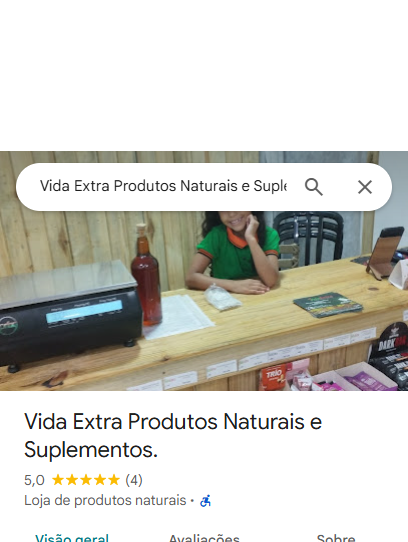 Vida Extra Produtos Naturais e Suple
TRIO
DARK
Vida Extra Produtos Naturais e
Suplementos.
5,0 ★★★★★ (4)
Loja de produtos naturais ·
Visão geral Avaliações Sobre